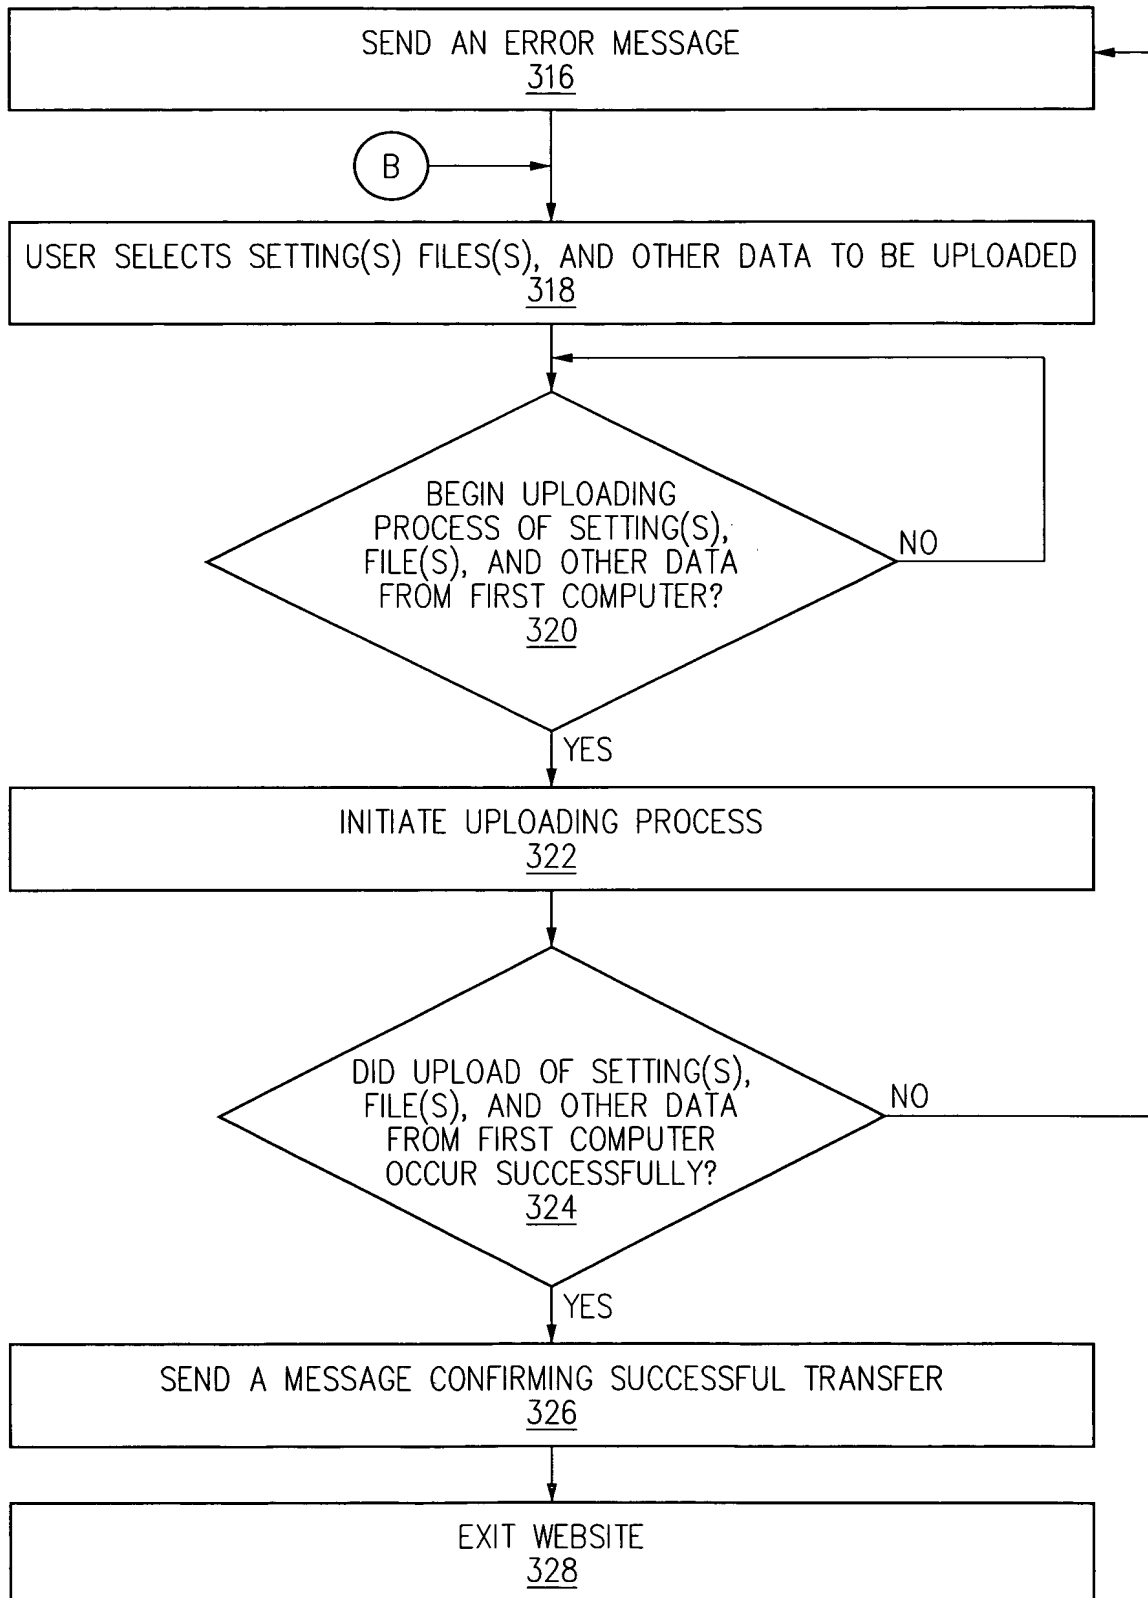 SEND AN ERROR MESSAGE
316
B
USER SELECTS SETTING(S) FILES(S), AND OTHER DATA TO BE UPLOADED
318
BEGIN UPLOADING
PROCESS OF SETTING(S),
FILE(S), AND OTHER DATA
FROM FIRST COMPUTER?
320
NO
YES
INITIATE UPLOADING PROCESS
322
DID UPLOAD OF SETTING(S),
FILE(S), AND OTHER DATA
FROM FIRST COMPUTER
OCCUR SUCCESSFULLY?
324
NO
YES
SEND A MESSAGE CONFIRMING SUCCESSFUL TRANSFER
326
EXIT WEBSITE
328